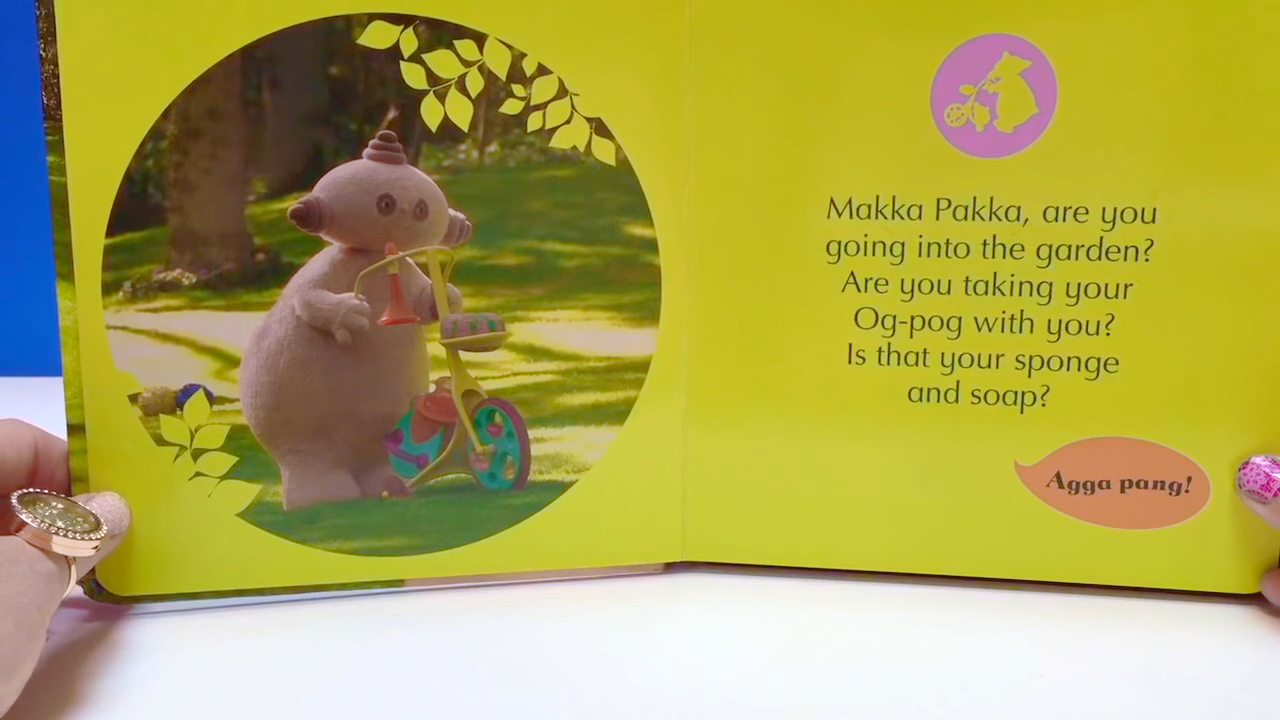 Makka Pakka, are you
going into the garden?
Are you taking your
Og-pog with you?
Is that your sponge
and soap?
Agga pang!